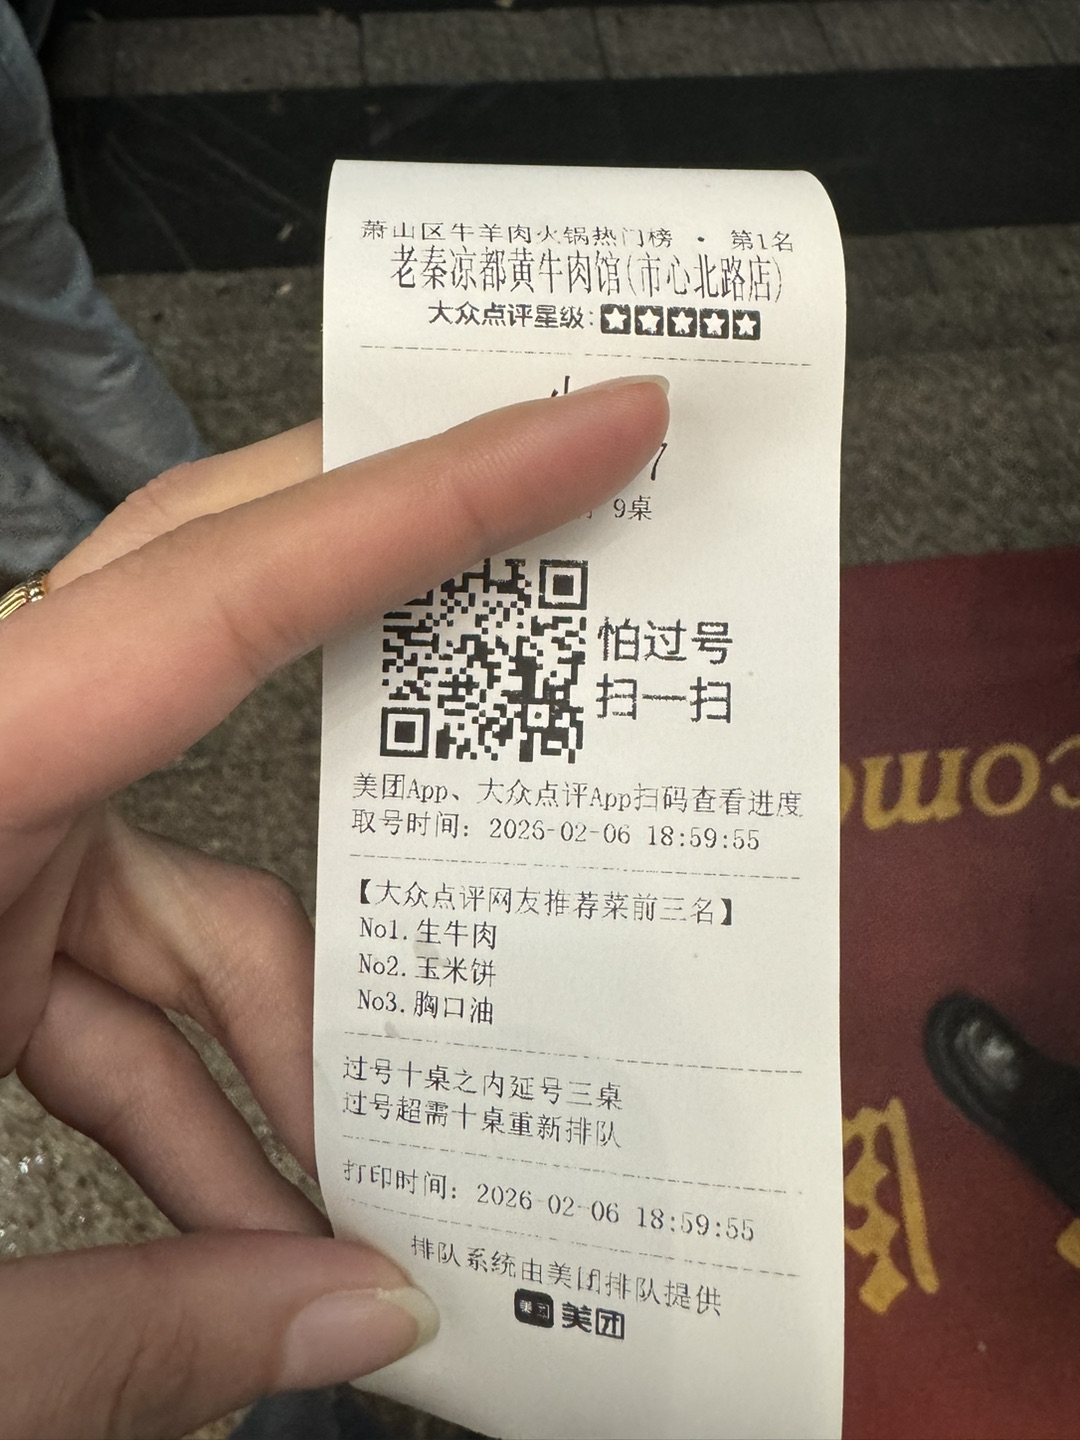 萧山区牛羊肉火锅热门榜 · 第1名
老秦凉都黄牛肉馆(市心北路店)
大众点评星级:
小
7
9桌
怕过号
扫一扫
美团App、大众点评App扫码查看进度
取号时间: 2026-02-06 18:59:55
【大众点评网友推荐菜前三名】
No1.生牛肉
No2.玉米饼
No3.胸口油
过号十桌之内延号三桌
过号超需十桌重新排队
打印时间: 2026-02-06 18:59:55
排队系统由美团排队提供
美团 美团
come